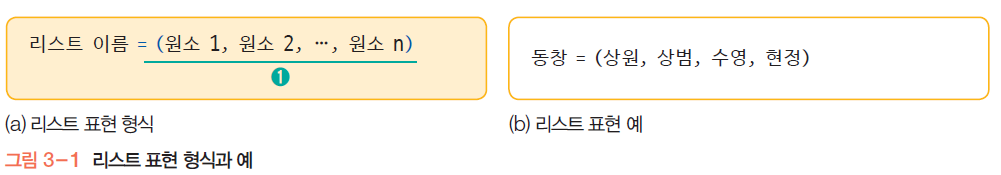 리스트 이름 = (원소 1, 원소 2, …, 원소 n)
❶
동창 = (상원, 상범, 수영, 현정)
(a) 리스트 표현 형식
(b) 리스트 표현 예
그림 3-1 리스트 표현 형식과 예